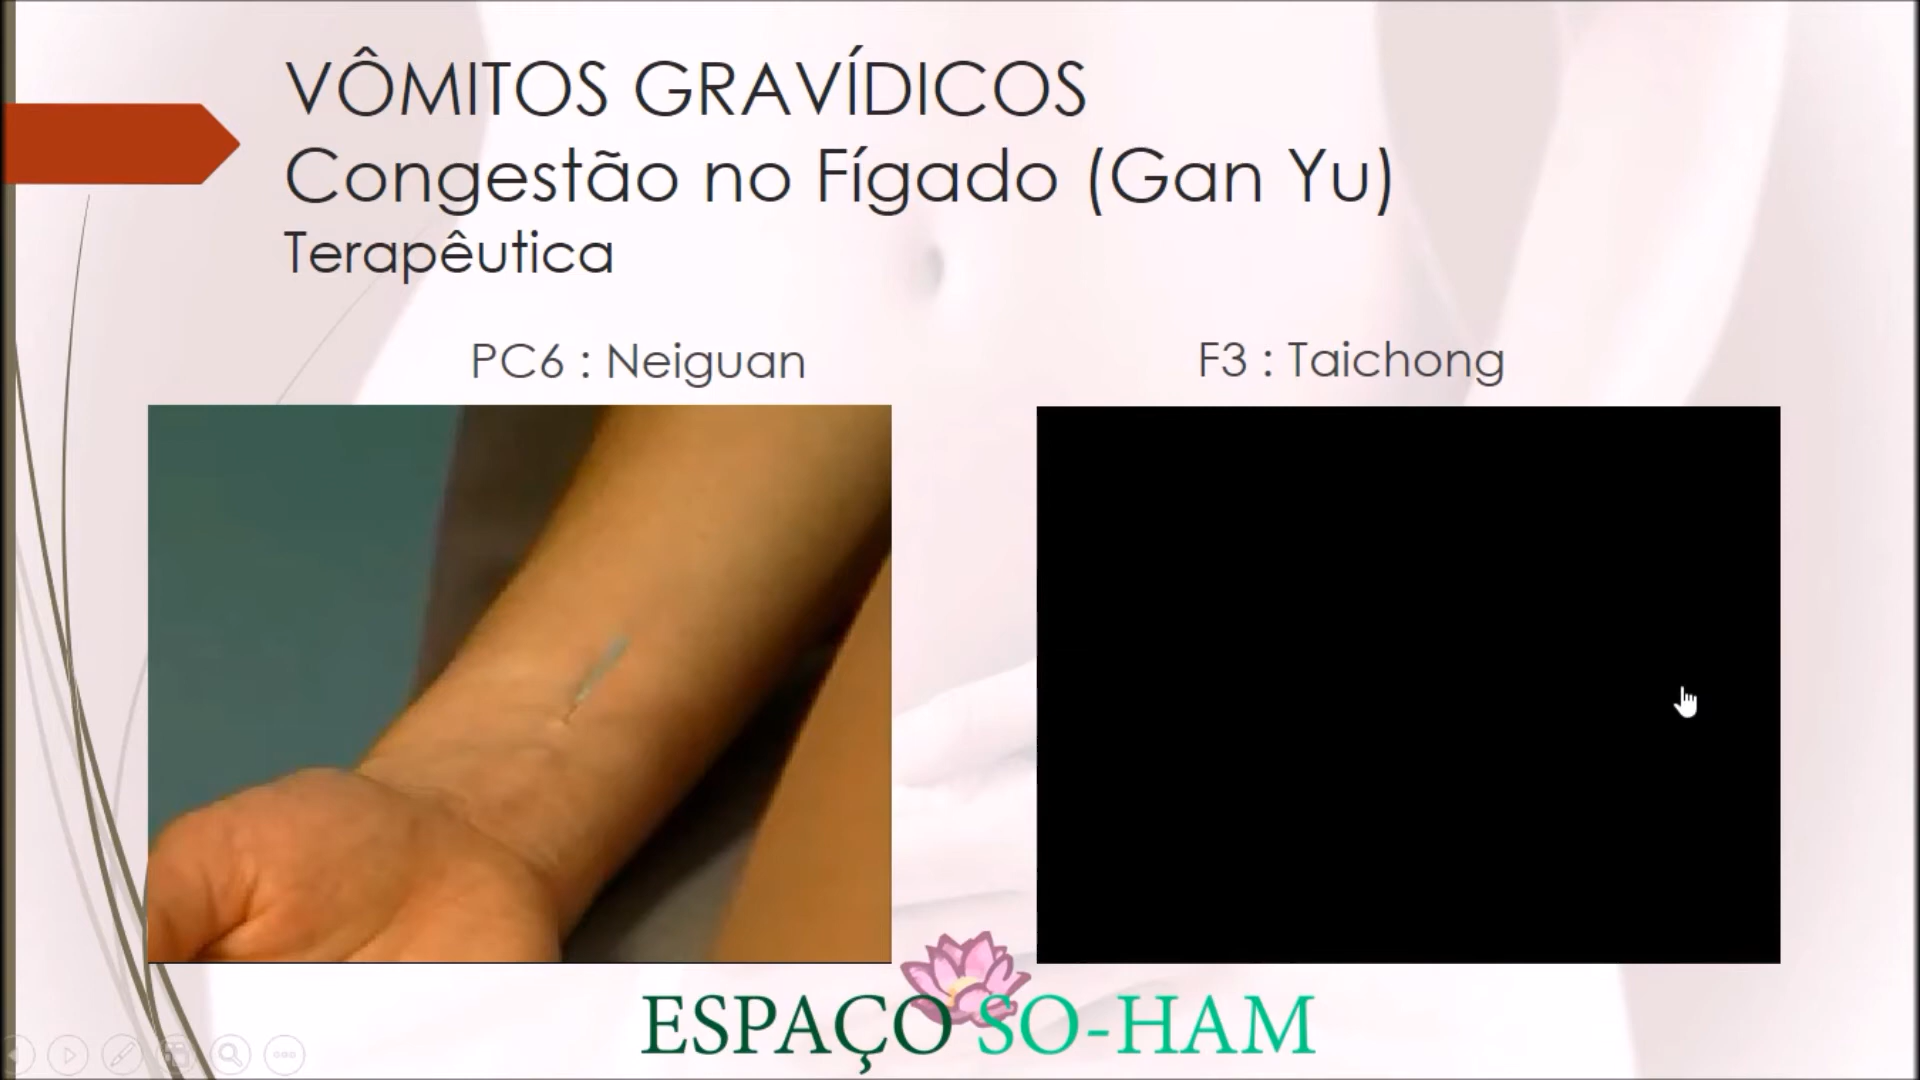 VÔMITOS GRAVÍDICOS
Congestão no Fígado (Gan Yu)
Terapêutica
PC6 : Neiguan
F3 : Taichong
ESPAÇO SO-HAM